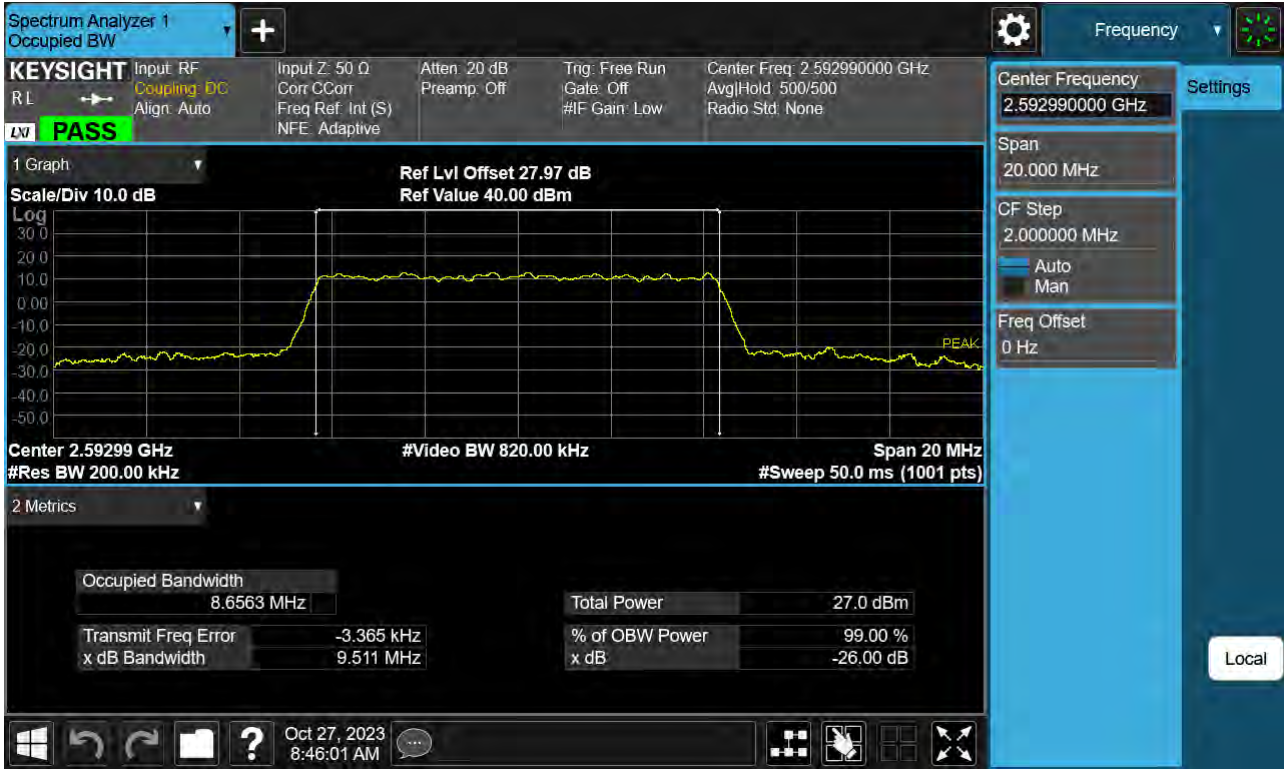 Spectrum Analyzer 1
Occupied BW
Frequency
KEYSIGHT
R L
LXI
PASS
Input: RF
Coupling: DC
Align: Auto
Input Z: 50 Ω
Corr CCorr
Freq Ref: Int (S)
NFE: Adaptive
Atten: 20 dB
Preamp: Off
Trig: Free Run
Gate: Off
#IF Gain: Low
Center Freq: 2.592990000 GHz
Avg|Hold: 500/500
Radio Std: None
1 Graph
Scale/Div 10.0 dB
Ref Lvl Offset 27.97 dB
Ref Value 40.00 dBm
Log
30.0
20.0
10.0
0.00
-10.0
-20.0
-30.0
-40.0
-50.0
PEAK
Center 2.59299 GHz
#Video BW 820.00 kHz
Span 20 MHz
#Res BW 200.00 kHz
#Sweep 50.0 ms (1001 pts)
2 Metrics
Occupied Bandwidth
8.6563 MHz
Total Power 27.0 dBm
Transmit Freq Error -3.365 kHz
% of OBW Power 99.00 %
x dB Bandwidth 9.511 MHz
x dB -26.00 dB
Center Frequency
2.592990000 GHz
Settings
Span
20.000 MHz
CF Step
2.000000 MHz
Auto
Man
Freq Offset
0 Hz
Local
?
Oct 27, 2023
8:46:01 AM